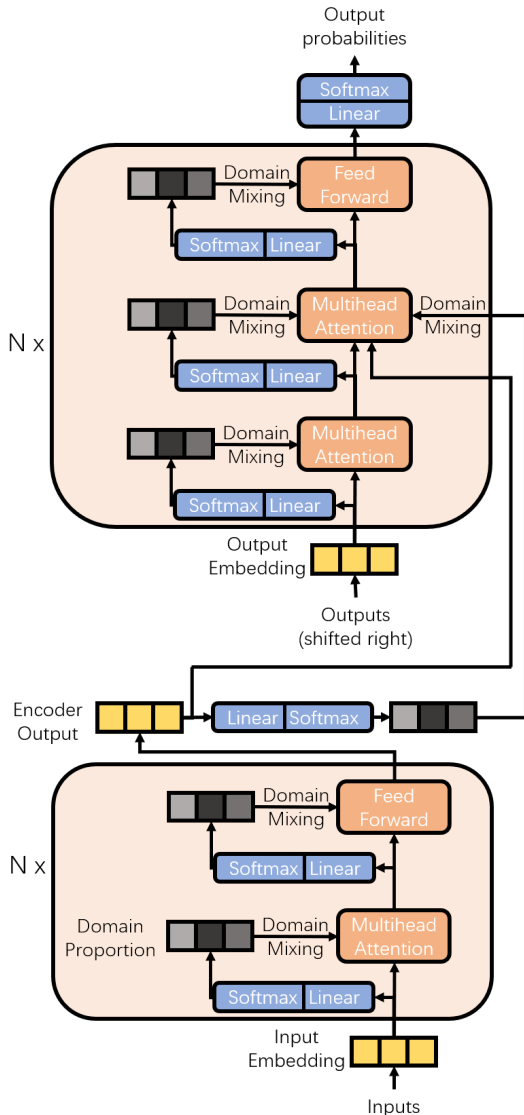 Output
probabilities
Softmax
Linear
Domain
Mixing
Feed
Forward
Softmax Linear
N x
Domain
Mixing
Multihead
Attention
Domain
Mixing
Softmax Linear
Domain
Mixing
Multihead
Attention
Softmax Linear
Output
Embedding
Outputs
(shifted right)
Encoder
Output
Linear Softmax
N x
Domain
Mixing
Feed
Forward
Softmax Linear
Domain
Proportion
Domain
Mixing
Multihead
Attention
Softmax Linear
Input
Embedding
Inputs